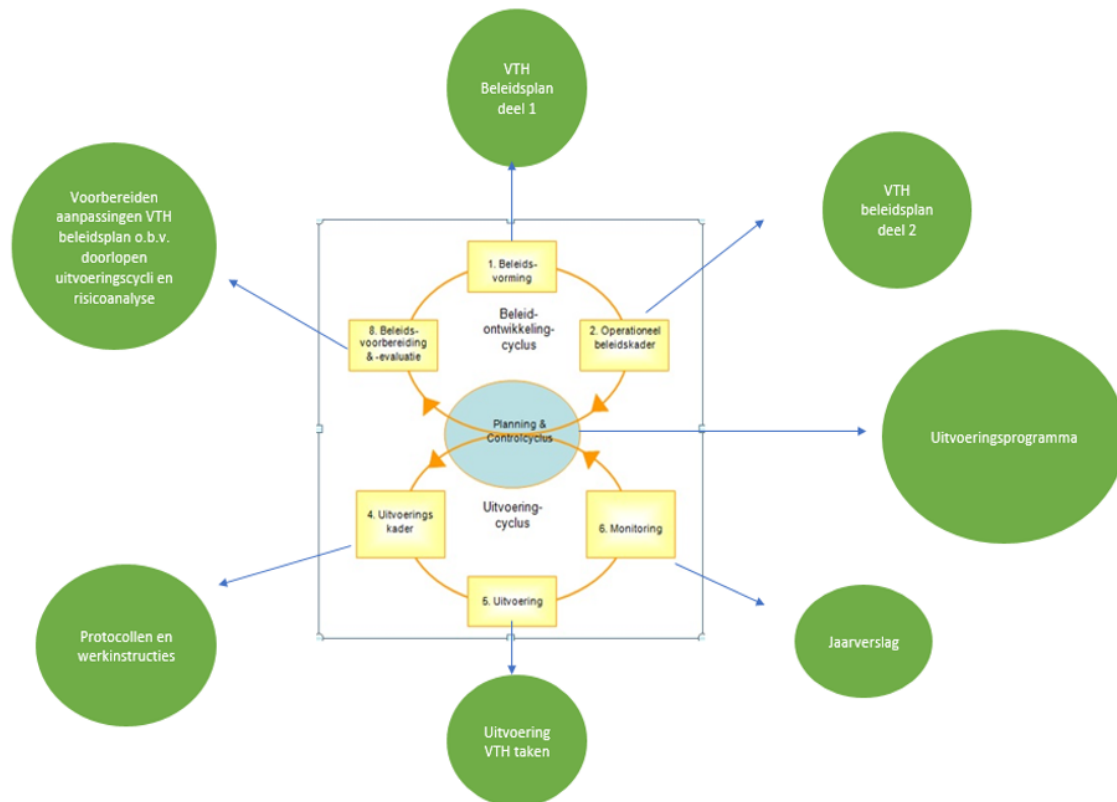 VTH
Beleidsplan
deel 1
VTH
beleidsplan
deel 2
Voorbereiden
aanpassingen VTH
beleidsplan o.b.v.
doorlopen
uitvoeringscycli en
risicoanalyse
1. Beleids-
vorming
Beleid-
ontwikkeling-
cyclus
8. Beleids-
voorbereiding
& -evaluatie
2. Operationeel
beleidskader
Planning &
Controlcyclus
Uitvoeringsprogramma
Uitvoering-
cyclus
4. Uitvoerings
kader
6. Monitoring
5. Uitvoering
Protocollen en
werkinstructies
Jaarverslag
Uitvoering
VTH taken